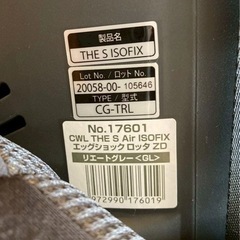 製品名
THE S ISOFIX
Lot No. / ロット No.
20058-00- 105646
TYPE / 型式
CG-TRL
No.17601
CWL THE S Air ISOFIX
エッグショック ロッタ ZD
リエートグレー<GL>
972990 176019